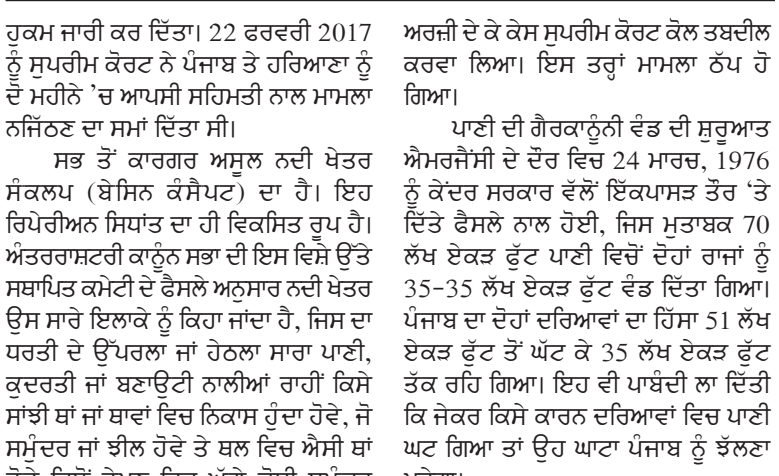 ਹੁਕਮ ਜਾਰੀ ਕਰ ਦਿੱਤਾ। 22 ਫਰਵਰੀ 2017
ਨੂੰ ਸੁਪਰੀਮ ਕੋਰਟ ਨੇ ਪੰਜਾਬ ਤੇ ਹਰਿਆਣਾ ਨੂੰ
ਦੋ ਮਹੀਨੇ ’ਚ ਆਪਸੀ ਸਹਿਮਤੀ ਨਾਲ ਮਾਮਲਾ
ਨਜਿੱਠਣ ਦਾ ਸਮਾਂ ਦਿੱਤਾ ਸੀ।
ਸਭ ਤੋਂ ਕਾਰਗਰ ਅਸੂਲ ਨਦੀ ਖੇਤਰ
ਸੰਕਲਪ (ਬੇਸਿਨ ਕੰਸੈਪਟ) ਦਾ ਹੈ। ਇਹ
ਰਿਪੇਰੀਅਨ ਸਿਧਾਂਤ ਦਾ ਹੀ ਵਿਕਸਿਤ ਰੂਪ ਹੈ।
ਅੰਤਰਰਾਸ਼ਟਰੀ ਕਾਨੂੰਨ ਸਭਾ ਦੀ ਇਸ ਵਿਸ਼ੇ ਉੱਤੇ
ਸਥਾਪਿਤ ਕਮੇਟੀ ਦੇ ਫੈਸਲੇ ਅਨੁਸਾਰ ਨਦੀ ਖੇਤਰ
ਉਸ ਸਾਰੇ ਇਲਾਕੇ ਨੂੰ ਕਿਹਾ ਜਾਂਦਾ ਹੈ, ਜਿਸ ਦਾ
ਧਰਤੀ ਦੇ ਉੱਪਰਲਾ ਜਾਂ ਹੇਠਲਾ ਸਾਰਾ ਪਾਣੀ,
ਕੁਦਰਤੀ ਜਾਂ ਬਣਾਉਟੀ ਨਾਲੀਆਂ ਰਾਹੀਂ ਕਿਸੇ
ਸਾਂਝੀ ਥਾਂ ਜਾਂ ਥਾਵਾਂ ਵਿਚ ਨਿਕਾਸ ਹੁੰਦਾ ਹੋਵੇ, ਜੋ
ਸਮੁੰਦਰ ਜਾਂ ਝੀਲ ਹੋਵੇ ਤੇ ਥਲ ਵਿਚ ਐਸੀ ਥਾਂ
ਅਰਜ਼ੀ ਦੇ ਕੇ ਕੇਸ ਸੁਪਰੀਮ ਕੋਰਟ ਕੋਲ ਤਬਦੀਲ
ਕਰਵਾ ਲਿਆ। ਇਸ ਤਰ੍ਹਾਂ ਮਾਮਲਾ ਠੱਪ ਹੋ
ਗਿਆ।
ਪਾਣੀ ਦੀ ਗੈਰਕਾਨੂੰਨੀ ਵੰਡ ਦੀ ਸ਼ੁਰੂਆਤ
ਐਮਰਜੈਂਸੀ ਦੇ ਦੌਰ ਵਿਚ 24 ਮਾਰਚ, 1976
ਨੂੰ ਕੇਂਦਰ ਸਰਕਾਰ ਵੱਲੋਂ ਇੱਕਪਾਸੜ ਤੌਰ ‘ਤੇ
ਦਿੱਤੇ ਫੈਸਲੇ ਨਾਲ ਹੋਈ, ਜਿਸ ਮੁਤਾਬਕ 70
ਲੱਖ ਏਕੜ ਫੁੱਟ ਪਾਣੀ ਵਿਚੋਂ ਦੋਹਾਂ ਰਾਜਾਂ ਨੂੰ
35-35 ਲੱਖ ਏਕੜ ਫੁੱਟ ਵੰਡ ਦਿੱਤਾ ਗਿਆ।
ਪੰਜਾਬ ਦਾ ਦੋਹਾਂ ਦਰਿਆਵਾਂ ਦਾ ਹਿੱਸਾ 51 ਲੱਖ
ਏਕੜ ਫੁੱਟ ਤੋਂ ਘੱਟ ਕੇ 35 ਲੱਖ ਏਕੜ ਫੁੱਟ
ਤੱਕ ਰਹਿ ਗਿਆ। ਇਹ ਵੀ ਪਾਬੰਦੀ ਲਾ ਦਿੱਤੀ
ਕਿ ਜੇਕਰ ਕਿਸੇ ਕਾਰਨ ਦਰਿਆਵਾਂ ਵਿਚ ਪਾਣੀ
ਘਟ ਗਿਆ ਤਾਂ ਉਹ ਘਾਟਾ ਪੰਜਾਬ ਨੂੰ ਝੱਲਣਾ